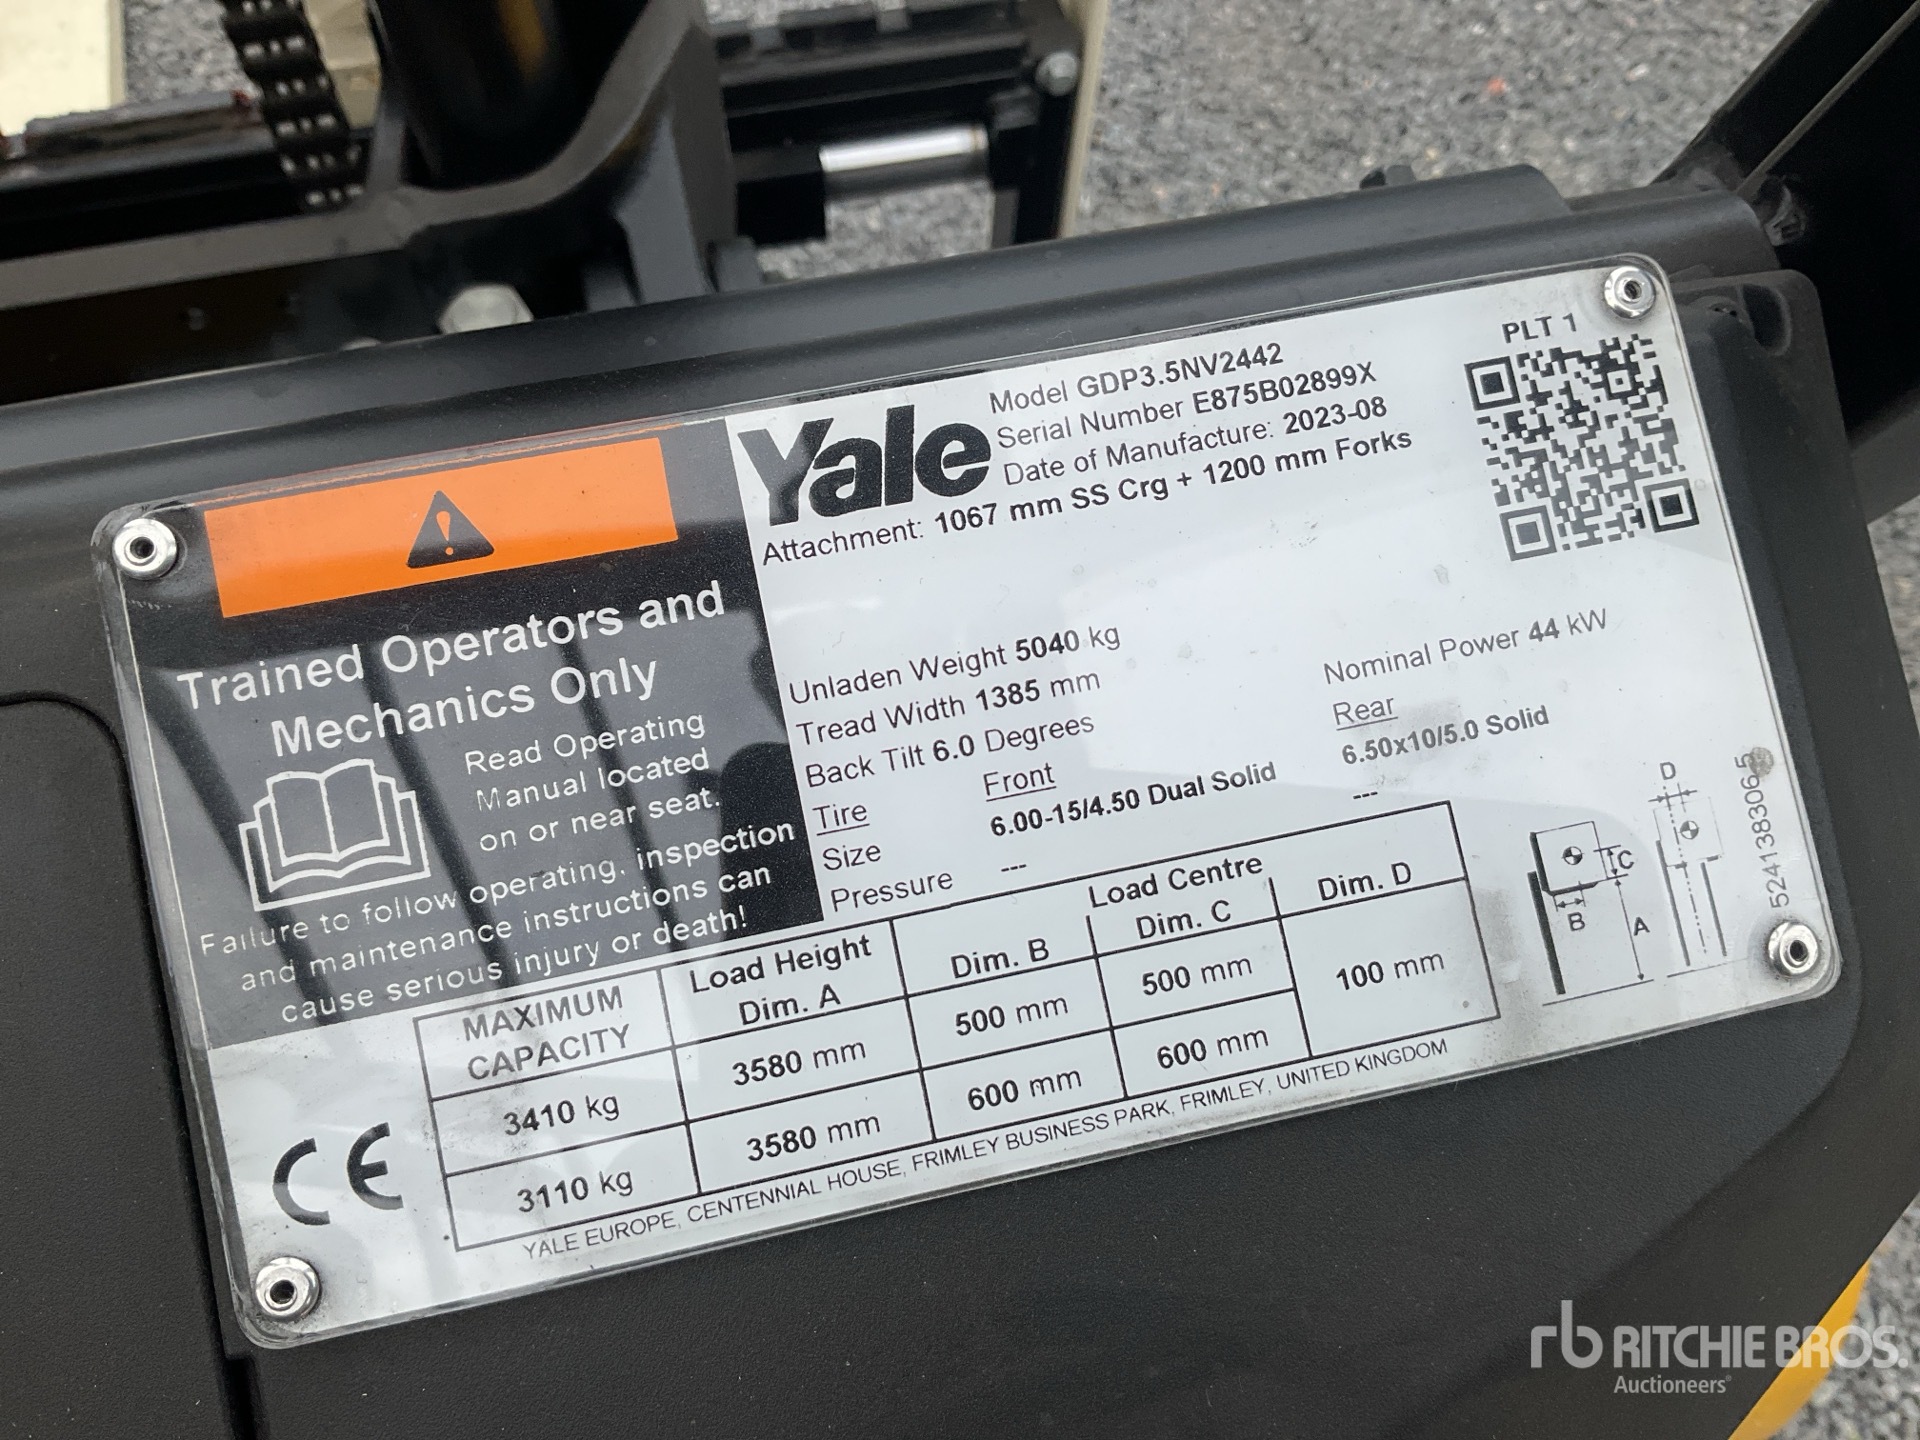 PLT 1
Yale
Model GDP3.5NV2442
Serial Number E875B02899X
Date of Manufacture: 2023-08
Attachment: 1067 mm SS Crg + 1200 mm Forks
Trained Operators and
Mechanics Only
Read Operating
Manual located
on or near seat.
Failure to follow operating, inspection
and maintenance instructions can
cause serious injury or death!
Unladen Weight 5040 kg
Nominal Power 44 kW
Tread Width 1385 mm
Back Tilt 6.0 Degrees
Tire Front Rear
Size 6.00-15/4.50 Dual Solid 6.50x10/5.0 Solid
Pressure --- ---
MAXIMUM
CAPACITY
Load Height
Dim. A
Load Centre
Dim. B Dim. C Dim. D
3410 kg 3580 mm 500 mm 500 mm 100 mm
3110 kg 3580 mm 600 mm 600 mm
D
C
B
A
524138306.5
CE
YALE EUROPE, CENTENNIAL HOUSE, FRIMLEY BUSINESS PARK, FRIMLEY, UNITED KINGDOM
rb RITCHIE BROS.
Auctioneers